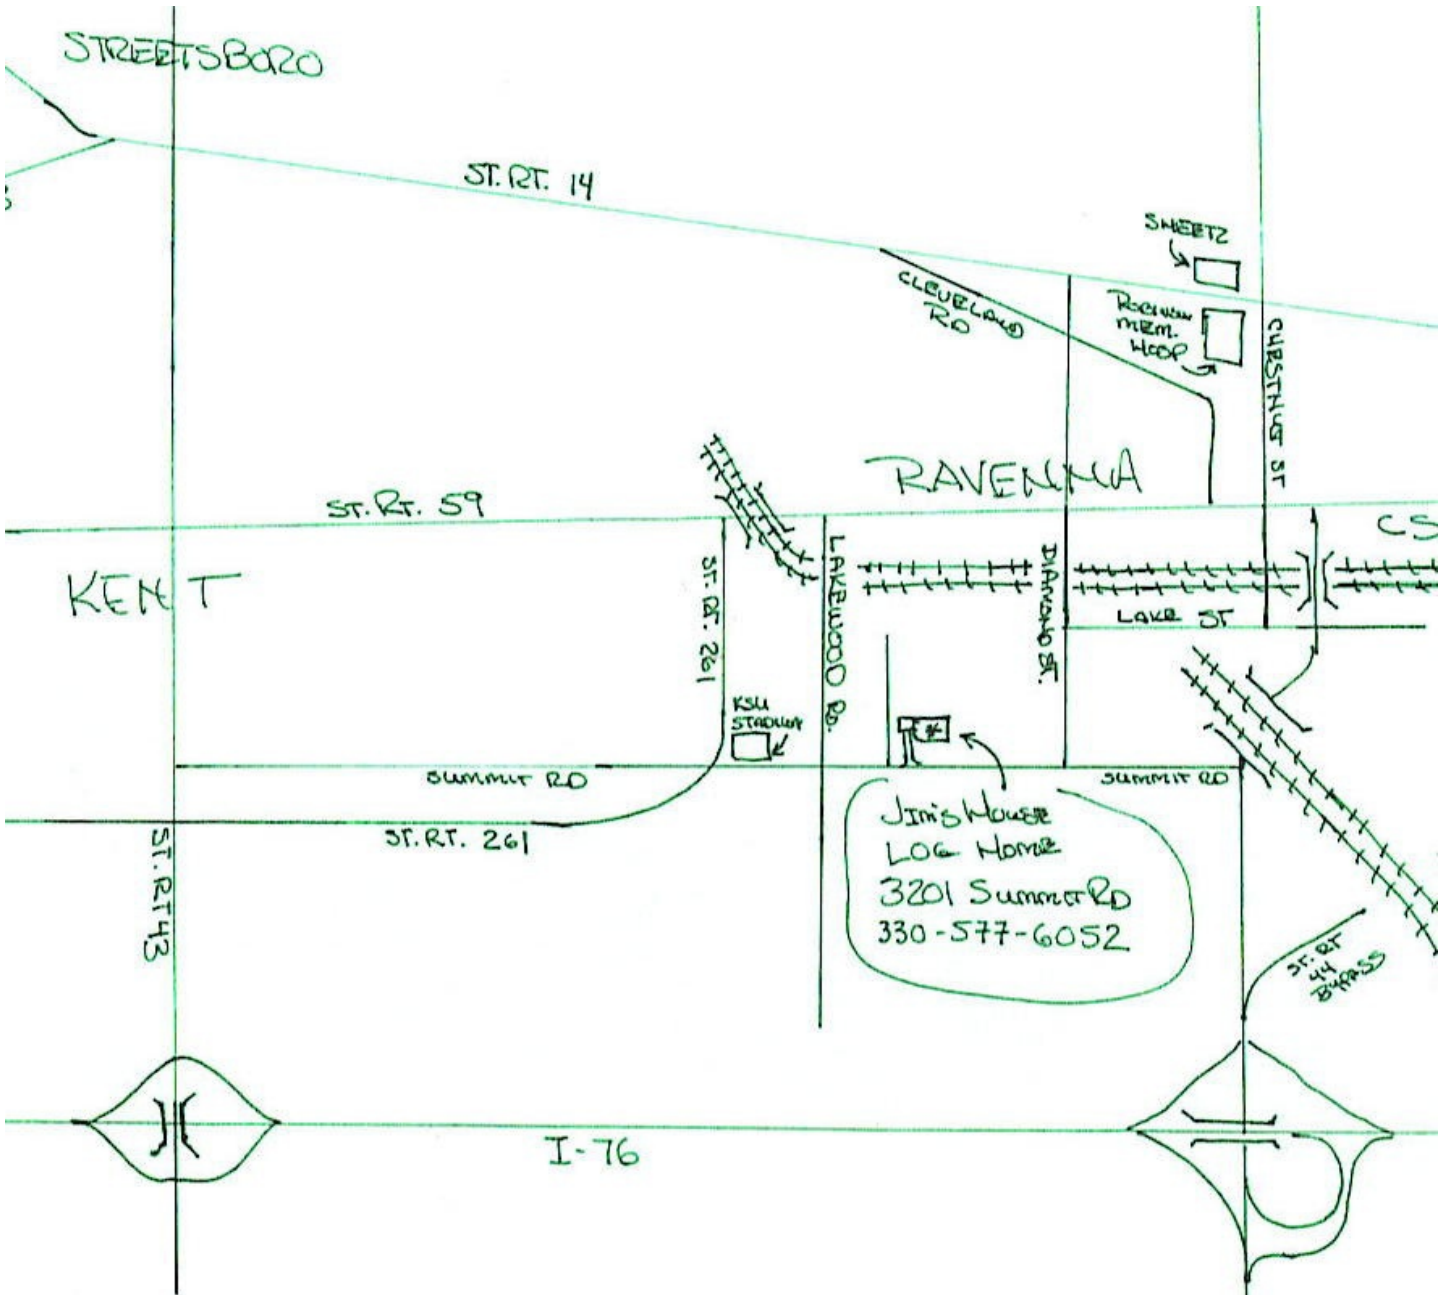 STREETSBORO
ST. RT. 14
SHEETZ
CLEVELAND
RD
ROBINSON
MEM.
HOSP
CHESTNUT ST
RAVENNA
ST. RT. 59
CS
KENT
ST. RT. 261
LAKEWOOD RD.
DIAMOND ST.
LAKE ST
KSU
STADIUM
SUMMIT RD
SUMMIT RD
ST. RT. 261
ST. RT 43
JIM'S HOUSE
LOG HOME
3201 SUMMIT RD
330-577-6052
ST. RT
44
BYPASS
I-76